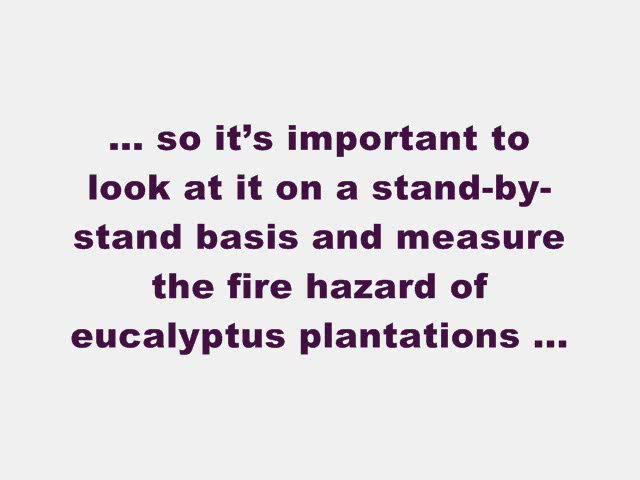 ... so it’s important to
look at it on a stand-by-
stand basis and measure
the fire hazard of
eucalyptus plantations ...